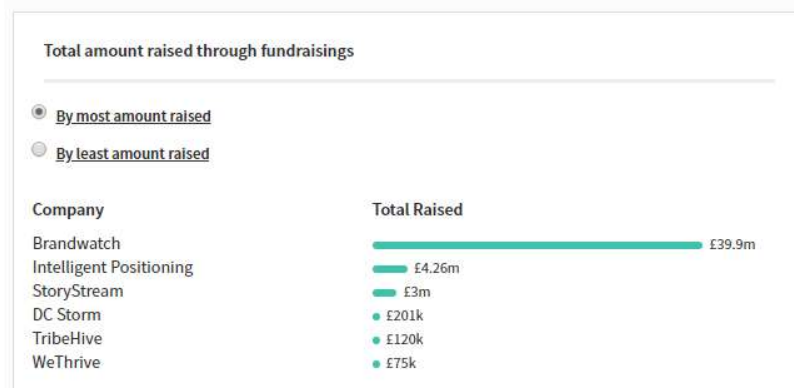 Total amount raised through fundraisings
By most amount raised
By least amount raised
Company Total Raised
Brandwatch £39.9m
Intelligent Positioning £4.26m
StoryStream £3m
DC Storm £201k
TribeHive £120k
WeThrive £75k